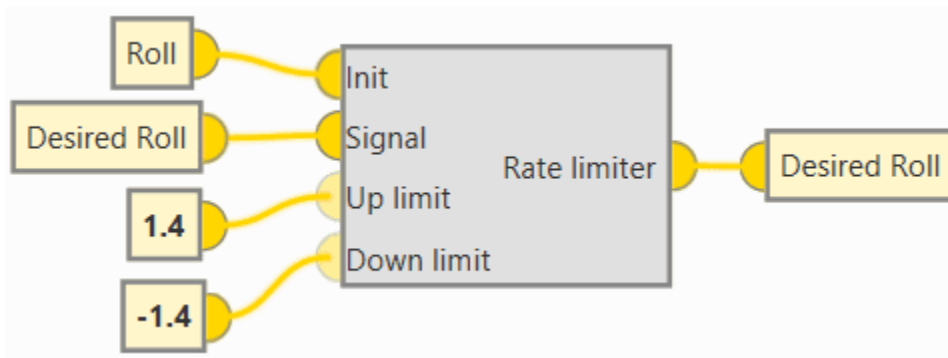 Roll
Init
Desired Roll
Signal
Rate limiter
Desired Roll
1.4
Up limit
-1.4
Down limit